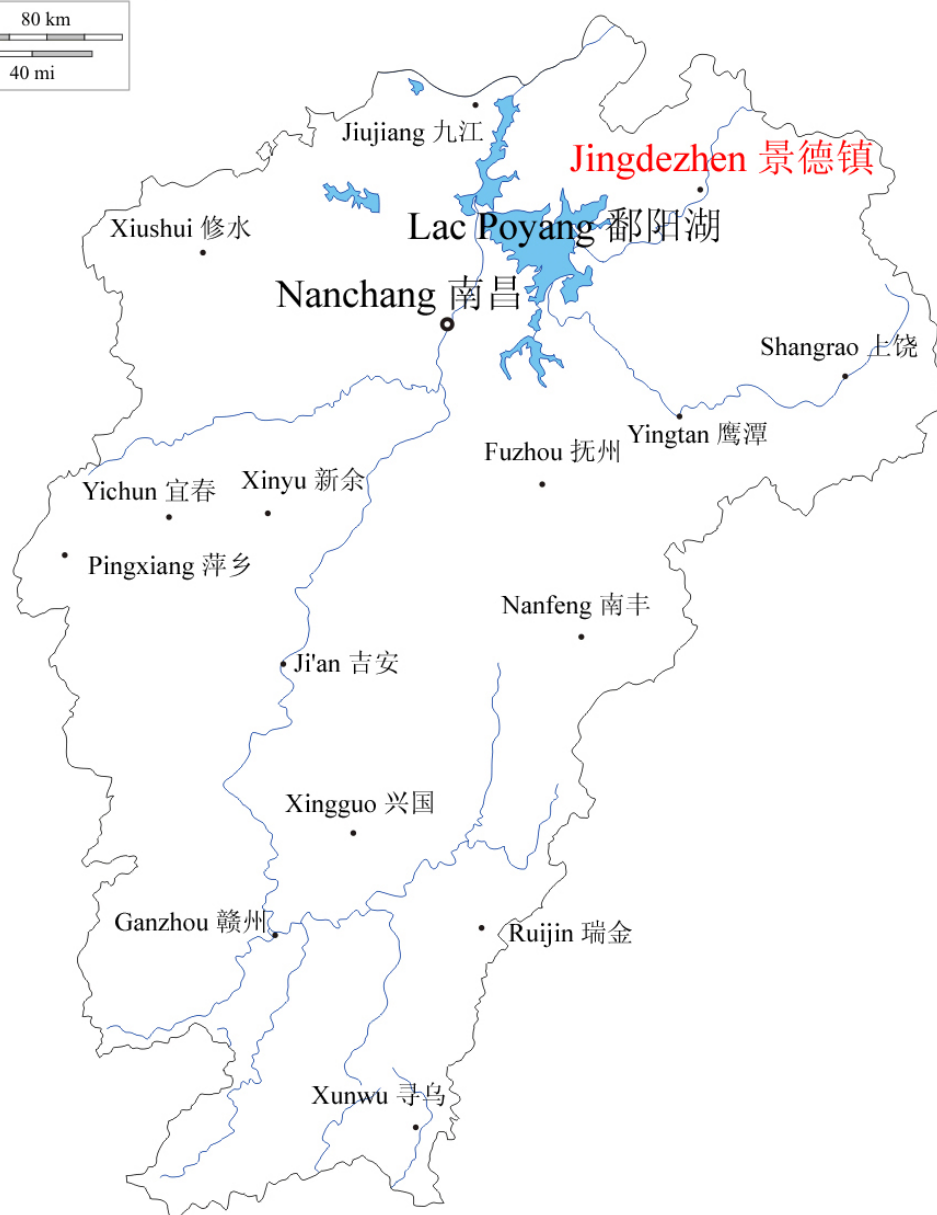 80 km
40 mi
Jiujiang 九江
Jingdezhen 景德镇
Xiushui 修水
Lac Poyang 鄱阳湖
Nanchang 南昌
Shangrao 上饶
Yingtan 鹰潭
Fuzhou 抚州
Xinyu 新余
Yichun 宜春
Pingxiang 萍乡
Nanfeng 南丰
Ji'an 吉安
Xingguo 兴国
Ganzhou 赣州
Ruijin 瑞金
Xunwu 寻乌